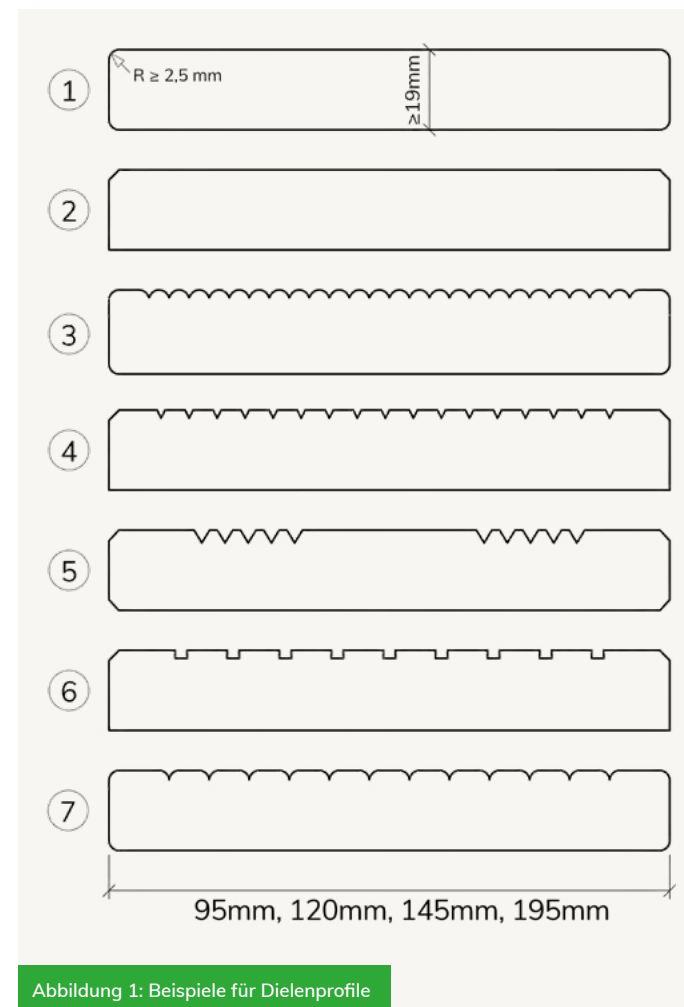 1
R ≥ 2,5 mm
≥19mm
2
3
4
5
6
7
95mm, 120mm, 145mm, 195mm
Abbildung 1: Beispiele für Dielenprofile